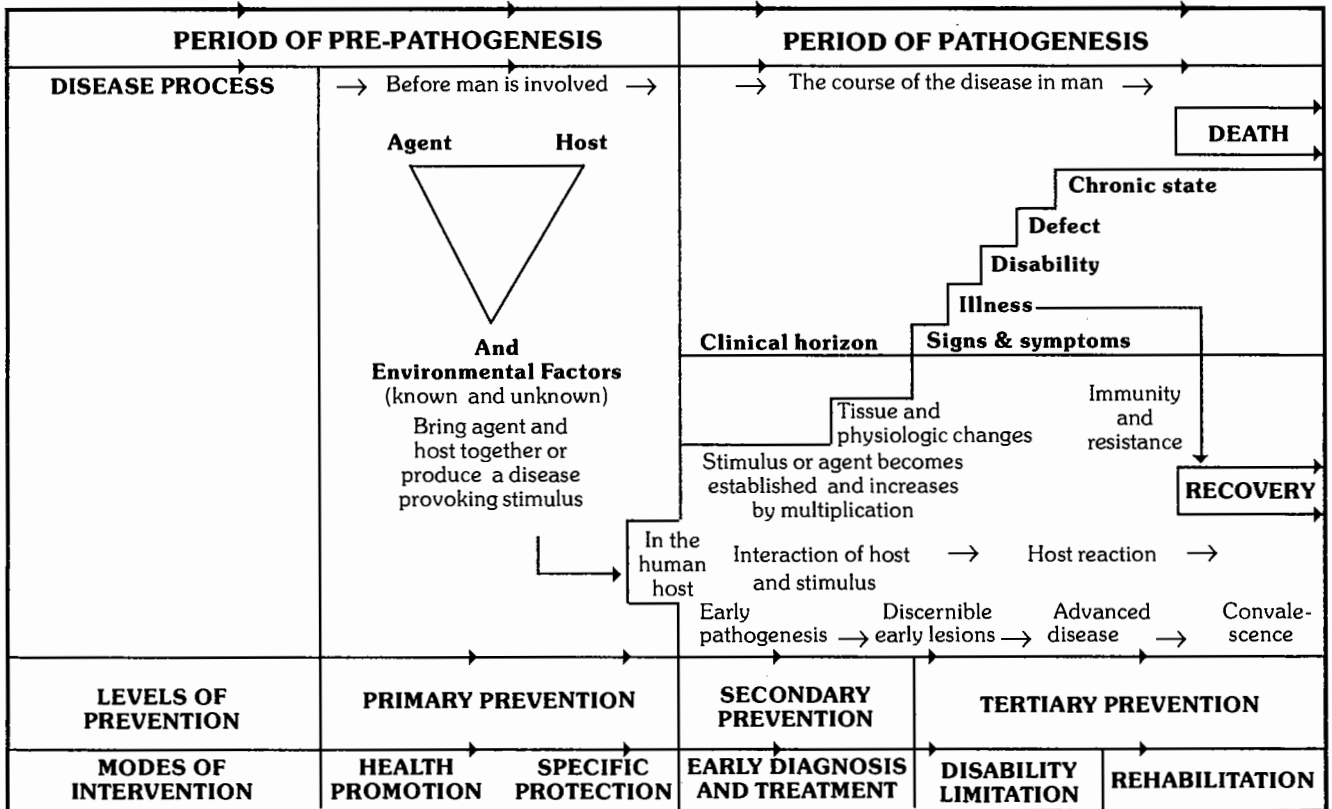 PERIOD OF PRE-PATHOGENESIS
PERIOD OF PATHOGENESIS
DISEASE PROCESS
→ Before man is involved →
→ The course of the disease in man →
Agent
Host
And
Environmental Factors
(known and unknown)
Bring agent and
host together or
produce a disease
provoking stimulus
DEATH
Chronic state
Defect
Disability
Illness
Clinical horizon
Signs & symptoms
Tissue and
physiologic changes
Immunity
and
resistance
Stimulus or agent becomes
established and increases
by multiplication
RECOVERY
In the
human
host
Interaction of host →
and stimulus
Host reaction →
Early
pathogenesis →
Discernible
early lesions →
Advanced
disease →
Convale-
scence
LEVELS OF
PREVENTION
PRIMARY PREVENTION
SECONDARY
PREVENTION
TERTIARY PREVENTION
MODES OF
INTERVENTION
HEALTH
PROMOTION
SPECIFIC
PROTECTION
EARLY DIAGNOSIS
AND TREATMENT
DISABILITY
LIMITATION
REHABILITATION